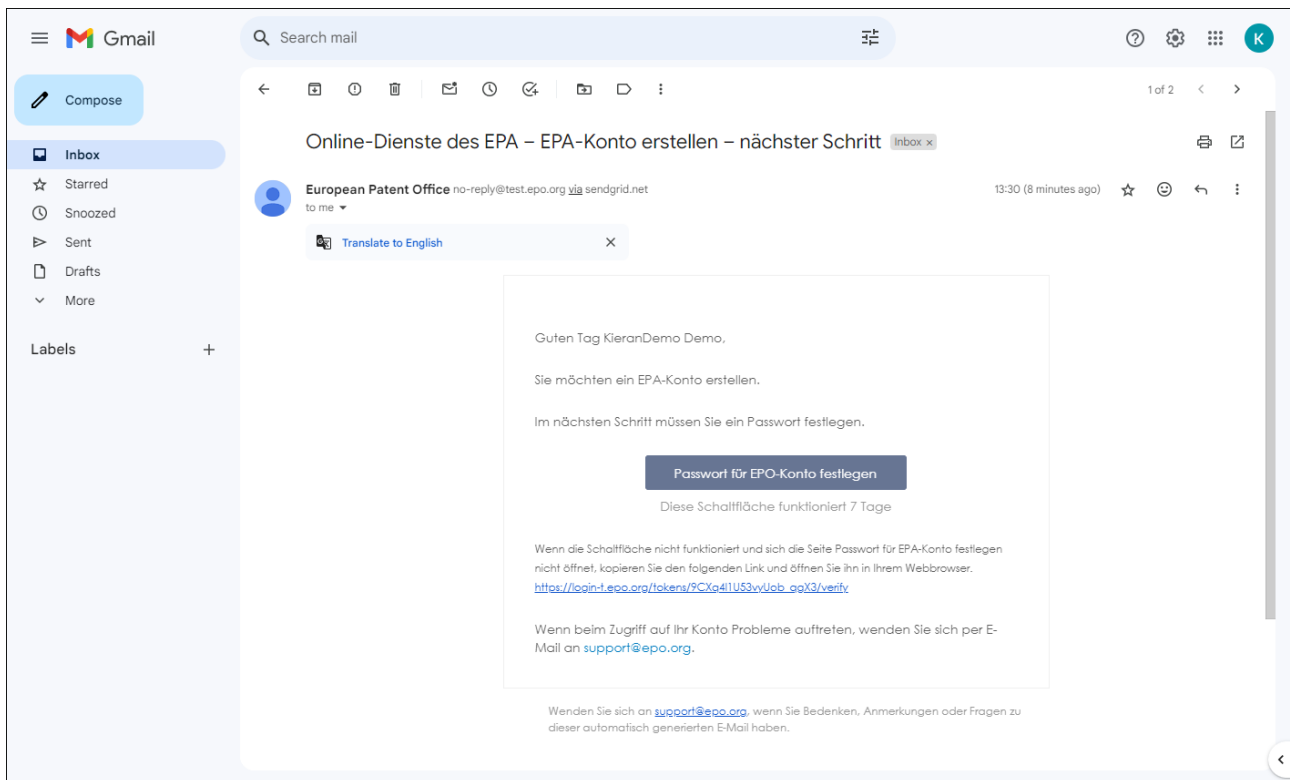 Gmail
Search mail
K
Compose
1 of 2
Inbox
Starred
Snoozed
Sent
Drafts
More
Labels
Online-Dienste des EPA – EPA-Konto erstellen – nächster Schritt Inbox x
European Patent Office no-reply@test.epo.org via sendgrid.net 13:30 (8 minutes ago)
to me
Translate to English
Guten Tag KieranDemo Demo,
Sie möchten ein EPA-Konto erstellen.
Im nächsten Schritt müssen Sie ein Passwort festlegen.
Passwort für EPO-Konto festlegen
Diese Schaltfläche funktioniert 7 Tage
Wenn die Schaltfläche nicht funktioniert und sich die Seite Passwort für EPA-Konto festlegen
nicht öffnet, kopieren Sie den folgenden Link und öffnen Sie ihn in Ihrem Webbrowser.
https://login-t.epo.org/tokens/9CXq4l1U53vyUob_qgX3/verify
Wenn beim Zugriff auf Ihr Konto Probleme auftreten, wenden Sie sich per E-
Mail an support@epo.org.
Wenden Sie sich an support@epo.org, wenn Sie Bedenken, Anmerkungen oder Fragen zu
dieser automatisch generierten E-Mail haben.